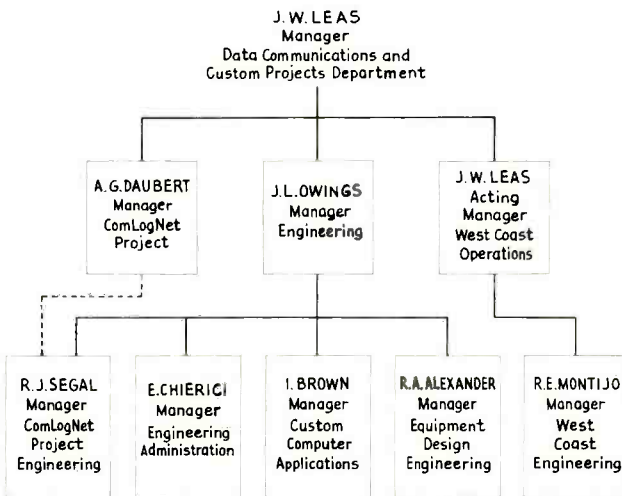 J.W.LEAS
Manager
Data Communications and
Custom Projects Department
A.G.DAUBERT
Manager
ComLogNet
Project
J.L.OWINGS
Manager
Engineering
J.W.LEAS
Acting
Manager
West Coast
Operations
R.J.SEGAL
Manager
ComLogNet
Project
Engineering
E.CHIERICI
Manager
Engineering
Administration
I.BROWN
Manager
Custom
Computer
Applications
R.A.ALEXANDER
Manager
Equipment
Design
Engineering
R.E.MONTIJO
Manager
West
Coast
Engineering